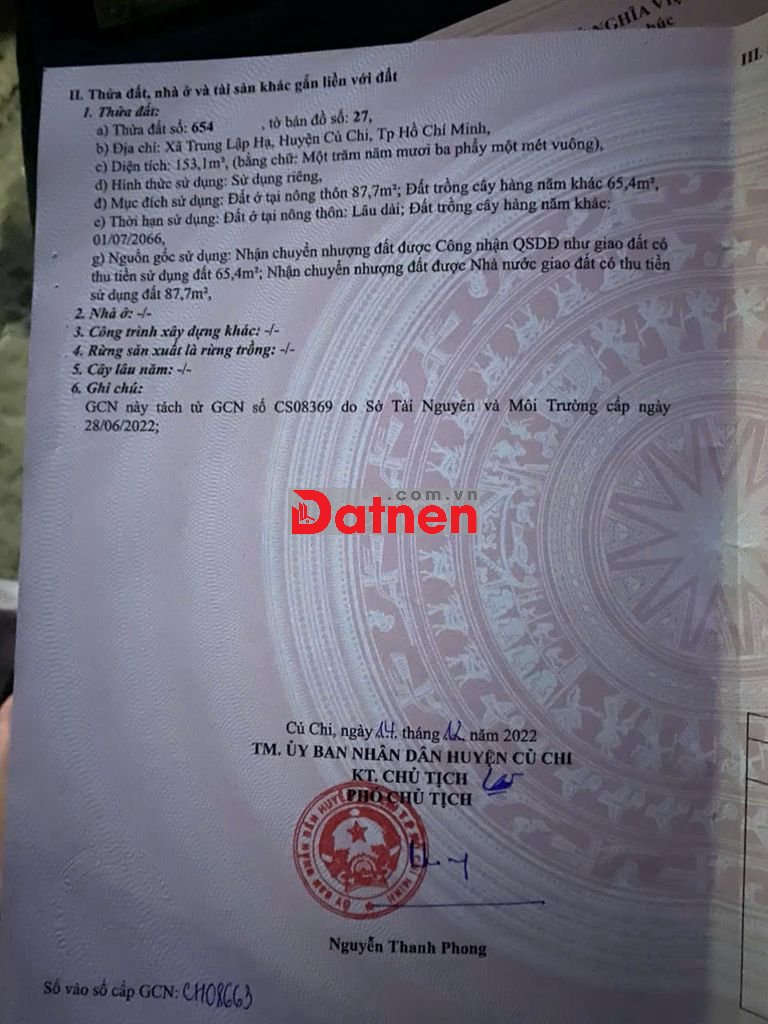 NGHĨA VI
húc
III.
II. Thửa đất, nhà ở và tài sản khác gắn liền với đất
1. Thửa đất:
a) Thửa đất số: 654 , tờ bản đồ số: 27,
b) Địa chỉ: Xã Trung Lập Hạ, Huyện Củ Chi, Tp Hồ Chí Minh,
c) Diện tích: 153,1m², (bằng chữ: Một trăm năm mươi ba phẩy một mét vuông),
d) Hình thức sử dụng: Sử dụng riêng,
đ) Mục đích sử dụng: Đất ở tại nông thôn 87,7m²; Đất trồng cây hàng năm khác 65,4m²,
e) Thời hạn sử dụng: Đất ở tại nông thôn: Lâu dài; Đất trồng cây hàng năm khác:
01/07/2066,
g) Nguồn gốc sử dụng: Nhận chuyển nhượng đất được Công nhận QSDĐ như giao đất có
thu tiền sử dụng đất 65,4m²; Nhận chuyển nhượng đất được Nhà nước giao đất có thu tiền
sử dụng đất 87,7m²,
2. Nhà ở: -/-
3. Công trình xây dựng khác: -/-
4. Rừng sản xuất là rừng trồng: -/-
5. Cây lâu năm: -/-
6. Ghi chú:
GCN này tách từ GCN số CS08369 do Sở Tài Nguyên và Môi Trường cấp ngày
28/06/2022;
.com.vn
Datnen
Củ Chi, ngày 14 tháng 12 năm 2022
TM. ỦY BAN NHÂN DÂN HUYỆN CỦ CHI
KT. CHỦ TỊCH
PHÓ CHỦ TỊCH
Nguyễn Thanh Phong
Số vào sổ cấp GCN: CH08663